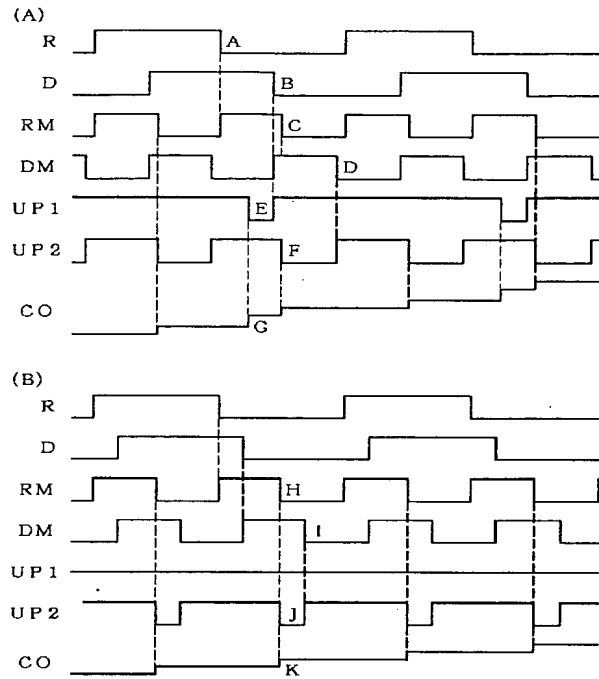 (A)
R A
D B
RM C
DM D
UP1 E
UP2 F
CO G
(B)
R
D
RM H
DM I
UP1
UP2 J
CO K